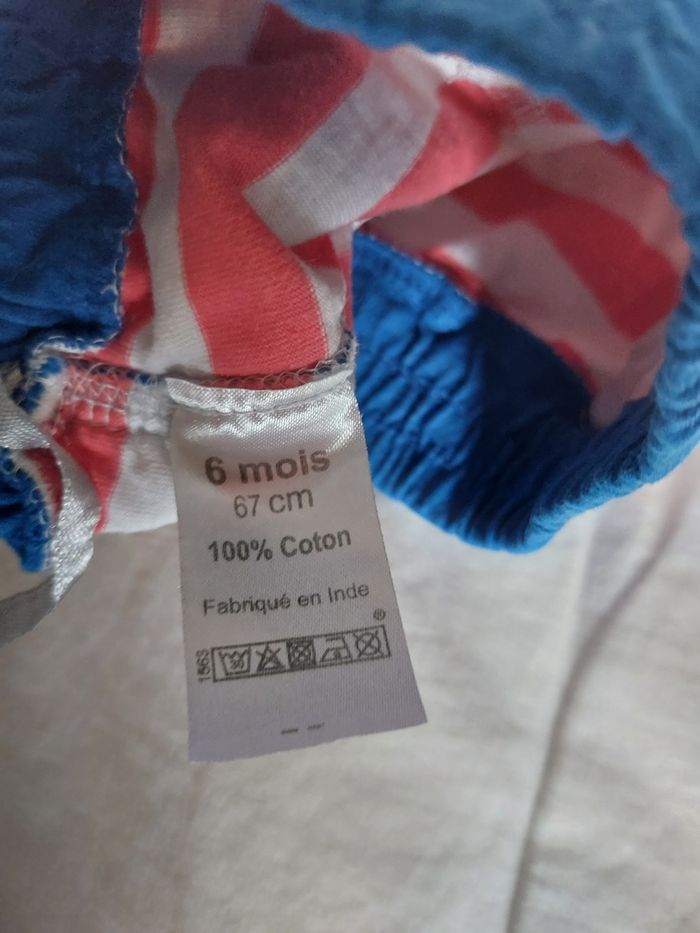 6 mois
67 cm
100% Coton
Fabriqué en Inde
®
1563